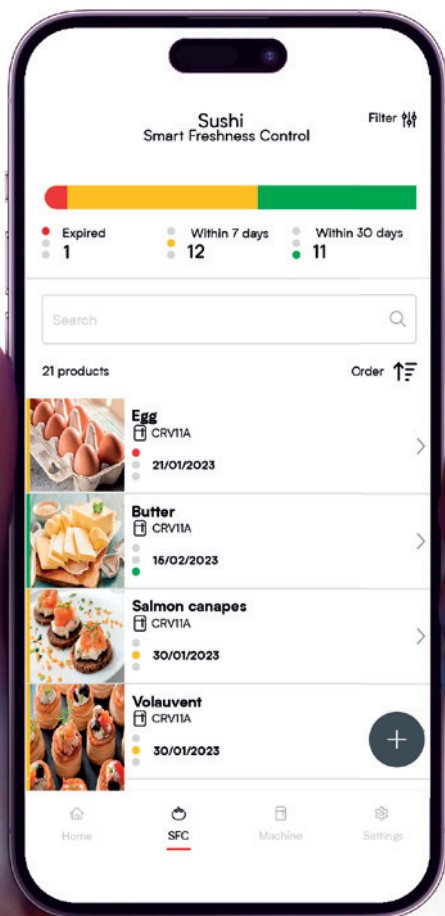 Sushi
Smart Freshness Control
Filter
Expired
1
Within 7 days
12
Within 30 days
11
Search
21 products
Order
Egg
CRV11A
21/01/2023
Butter
CRV11A
16/02/2023
Salmon canapes
CRV11A
30/01/2023
Volauvent
CRV11A
30/01/2023
Home
SFC
Machine
Settings